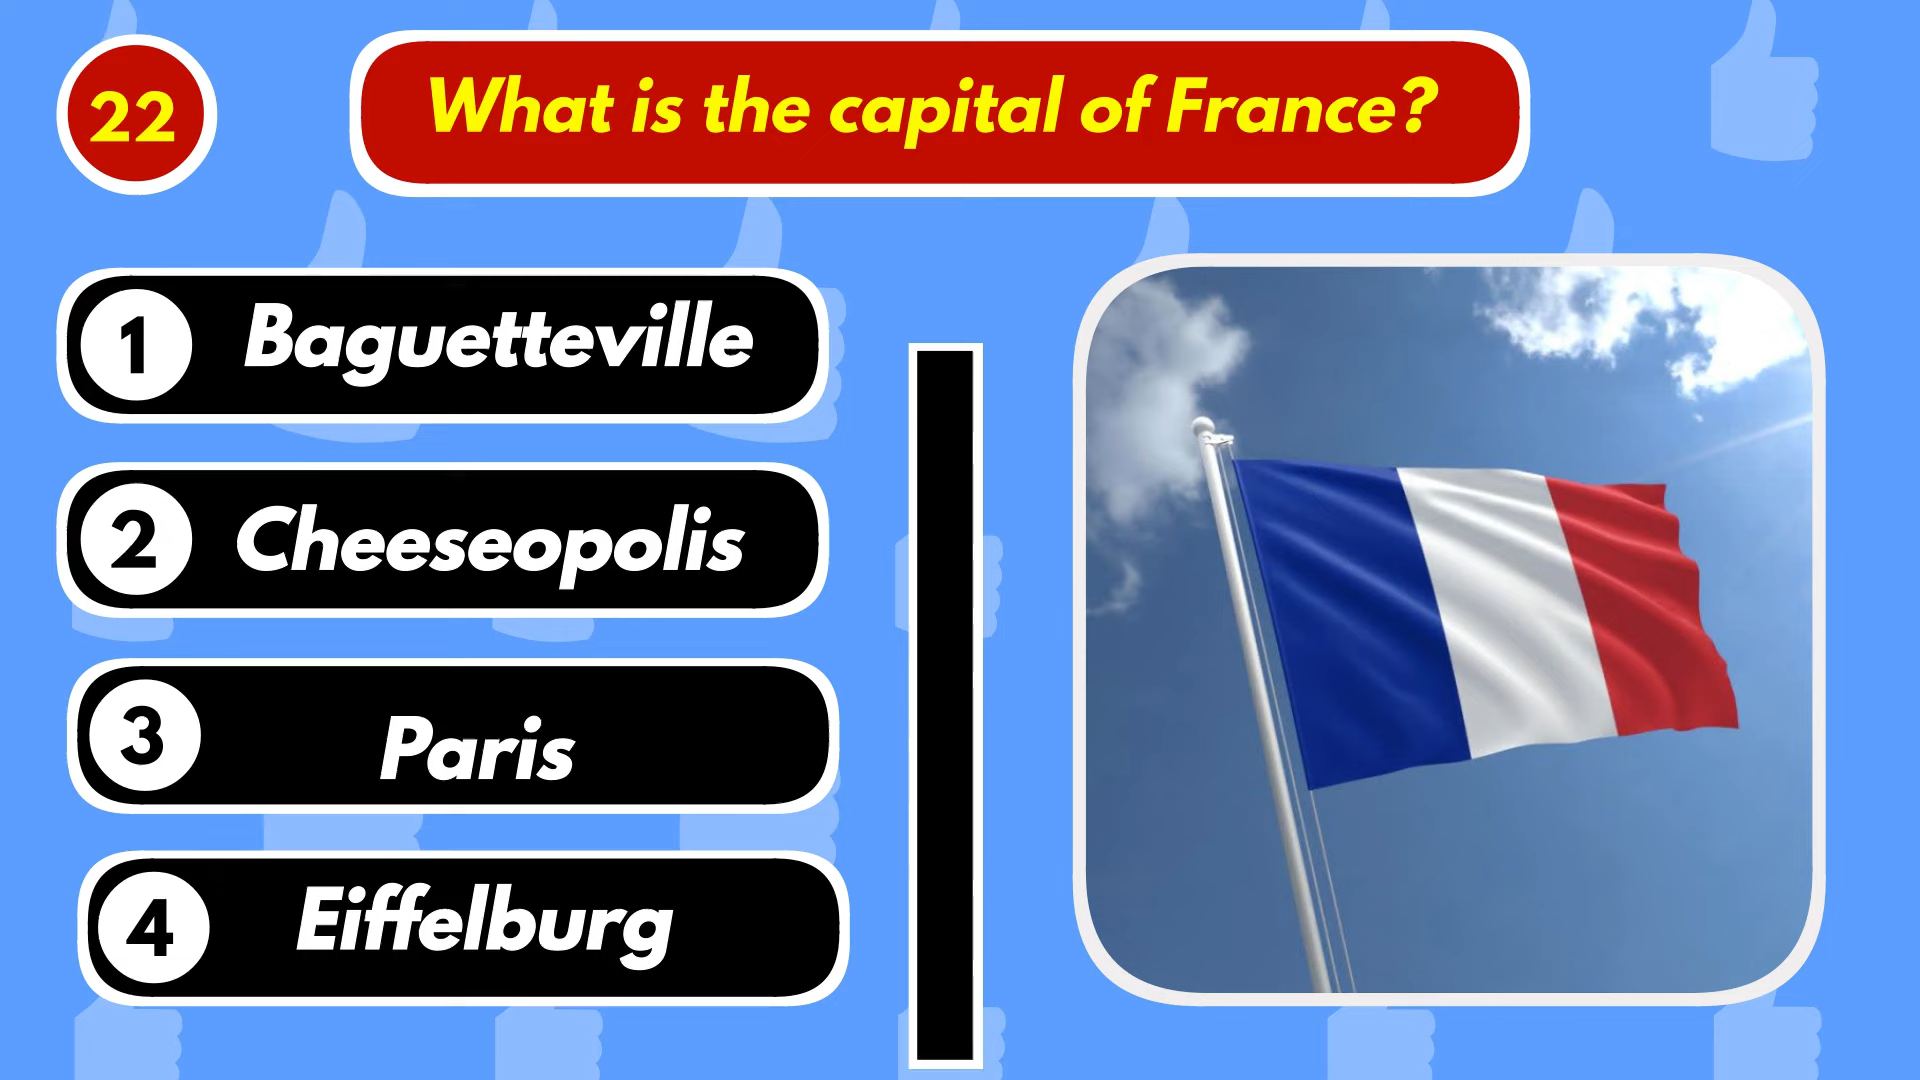 22
What is the capital of France?
1 Baguetteville
2 Cheeseopolis
3 Paris
4 Eiffelburg